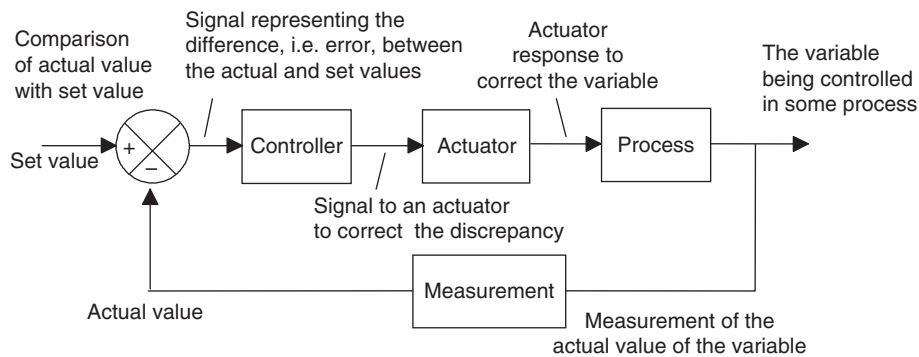 Comparison
of actual value
with set value
Signal representing the
difference, i.e. error, between
the actual and set values
Actuator
response to
correct the variable
The variable
being controlled
in some process
Set value
+
−
Controller
Actuator
Process
Signal to an actuator
to correct the discrepancy
Measurement
Actual value
Measurement of the
actual value of the variable